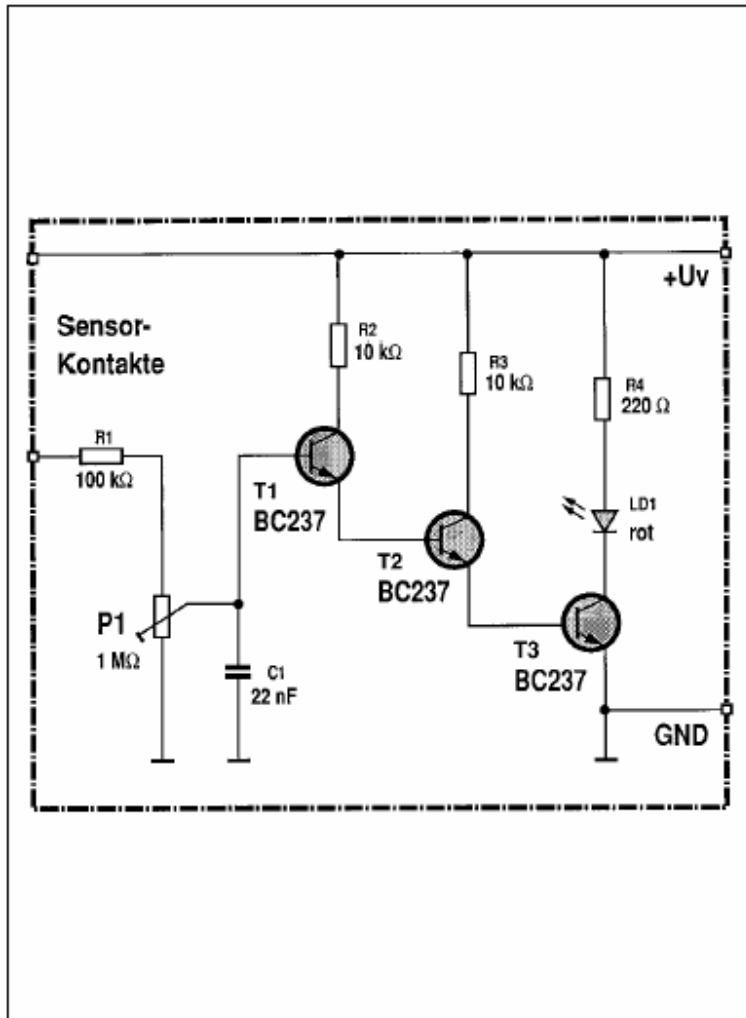 +Uv
Sensor-
Kontakte
R2
10 kΩ
R3
10 kΩ
R4
220 Ω
R1
100 kΩ
T1
BC237
LD1
rot
T2
BC237
P1
1 MΩ
T3
BC237
C1
22 nF
GND